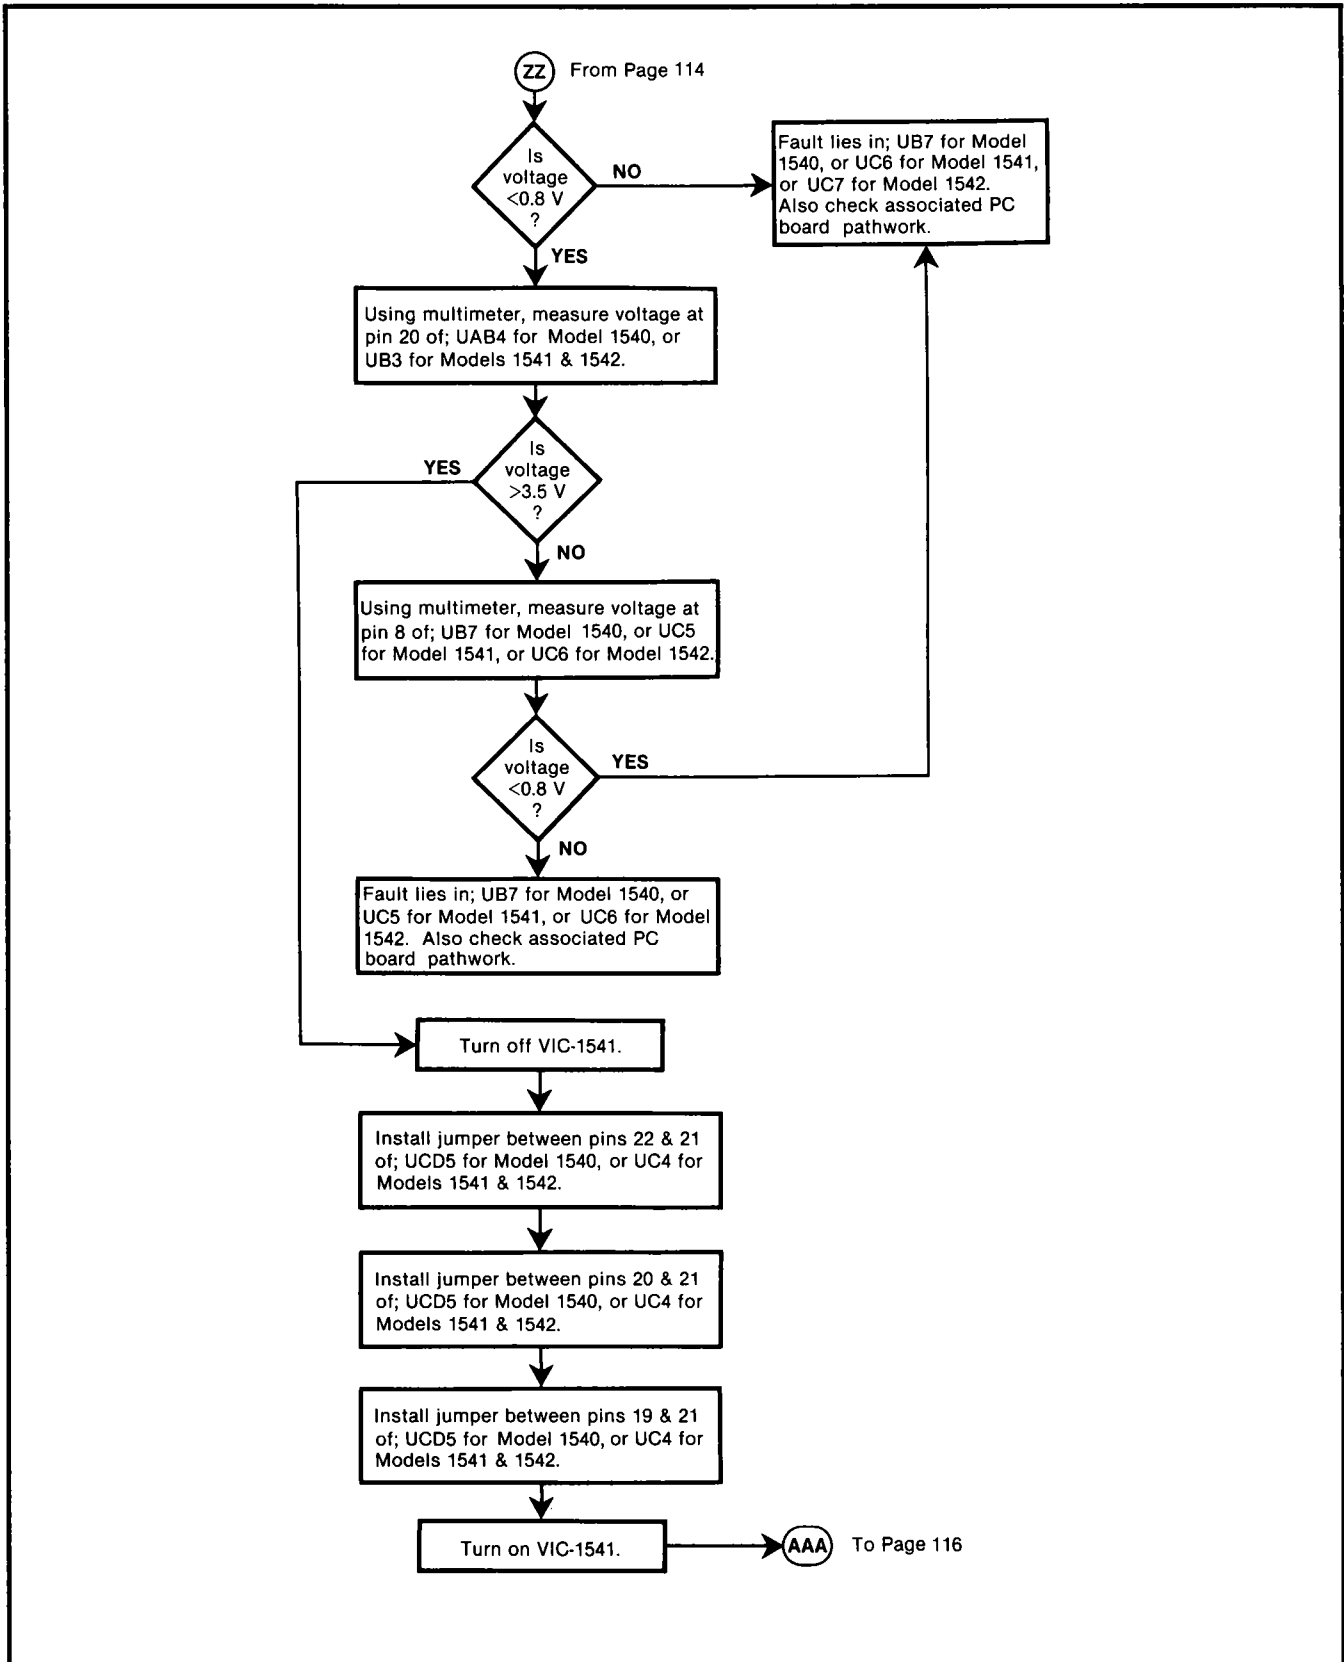 ZZ From Page 114
Is
voltage
<0.8 V
?
NO
Fault lies in; UB7 for Model
1540, or UC6 for Model 1541,
or UC7 for Model 1542.
Also check associated PC
board pathwork.
YES
Using multimeter, measure voltage at
pin 20 of; UAB4 for Model 1540, or
UB3 for Models 1541 & 1542.
Is
voltage
>3.5 V
?
YES
NO
Using multimeter, measure voltage at
pin 8 of; UB7 for Model 1540, or UC5
for Model 1541, or UC6 for Model 1542.
Is
voltage
<0.8 V
?
YES
NO
Fault lies in; UB7 for Model 1540, or
UC5 for Model 1541, or UC6 for Model
1542. Also check associated PC
board pathwork.
Turn off VIC-1541.
Install jumper between pins 22 & 21
of; UCD5 for Model 1540, or UC4 for
Models 1541 & 1542.
Install jumper between pins 20 & 21
of; UCD5 for Model 1540, or UC4 for
Models 1541 & 1542.
Install jumper between pins 19 & 21
of; UCD5 for Model 1540, or UC4 for
Models 1541 & 1542.
Turn on VIC-1541.
AAA To Page 116